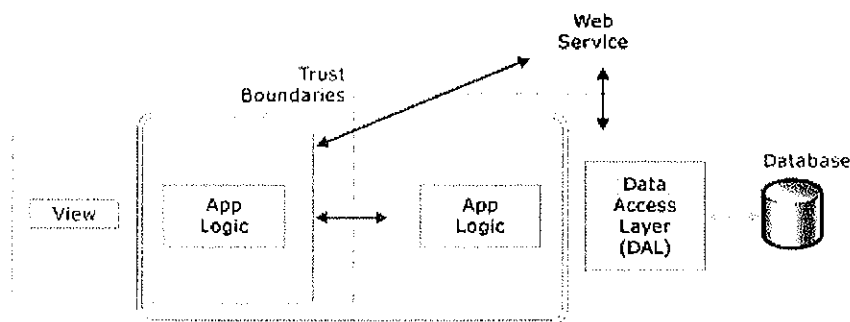 Web
Service
Trust
Boundaries
View
App
Logic
App
Logic
Data
Access
Layer
(DAL)
Database